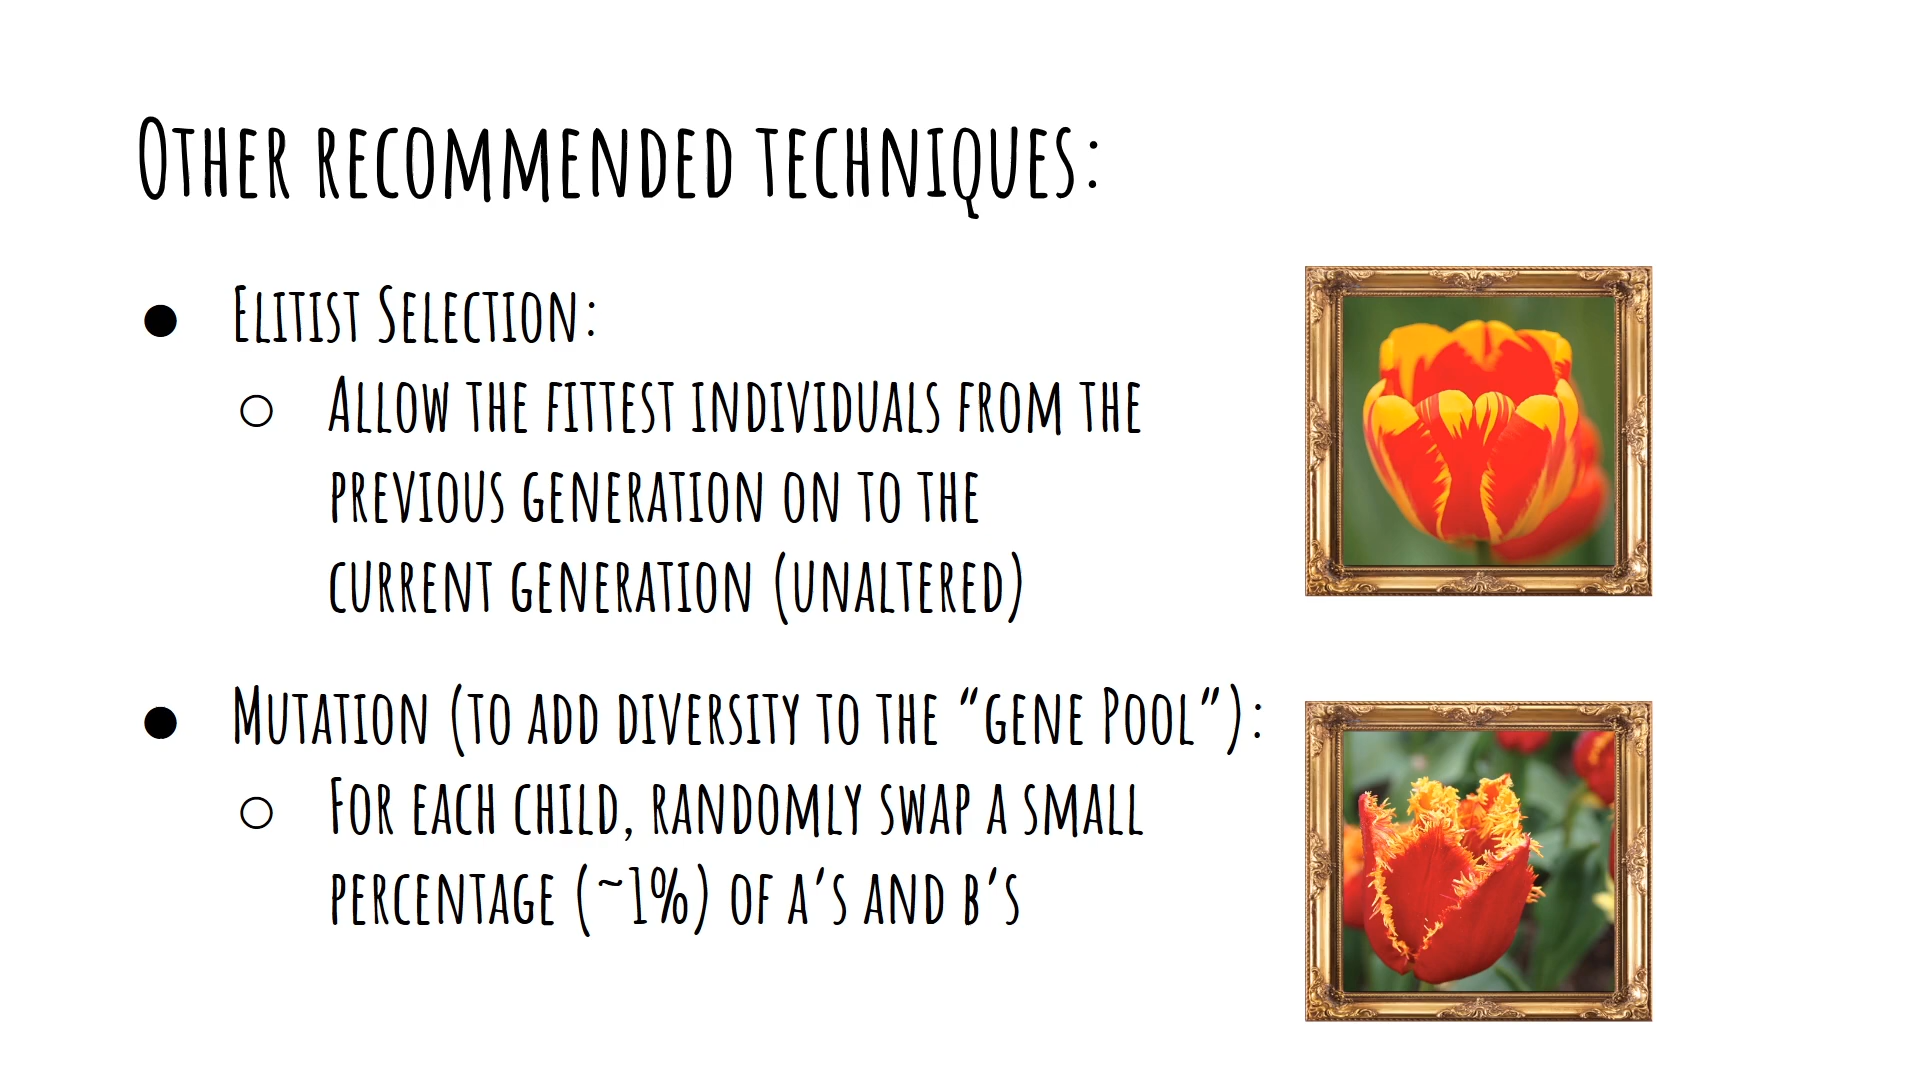 Other recommended techniques:
● Elitist Selection:
○ Allow the fittest individuals from the
previous generation on to the
current generation (unaltered)
● Mutation (to add diversity to the “gene Pool”):
○ For each child, randomly swap a small
percentage (~1%) of a’s and b’s